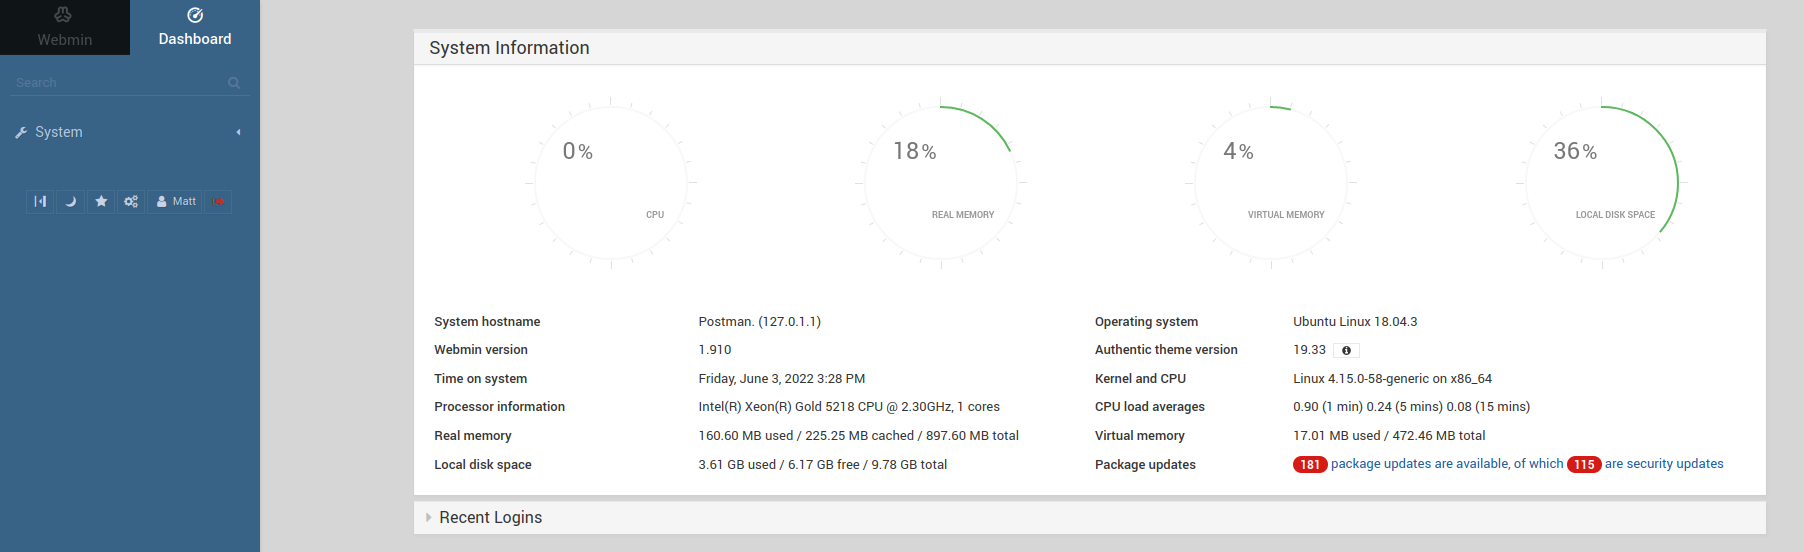 Webmin
Dashboard
Search
System
Matt
System Information
0%
CPU
18%
REAL MEMORY
4%
VIRTUAL MEMORY
36%
LOCAL DISK SPACE
System hostname Postman. (127.0.1.1) Operating system Ubuntu Linux 18.04.3
Webmin version 1.910 Authentic theme version 19.33
Time on system Friday, June 3, 2022 3:28 PM Kernel and CPU Linux 4.15.0-58-generic on x86_64
Processor information Intel(R) Xeon(R) Gold 5218 CPU @ 2.30GHz, 1 cores CPU load averages 0.90 (1 min) 0.24 (5 mins) 0.08 (15 mins)
Real memory 160.60 MB used / 225.25 MB cached / 897.60 MB total Virtual memory 17.01 MB used / 472.46 MB total
Local disk space 3.61 GB used / 6.17 GB free / 9.78 GB total Package updates 181 package updates are available, of which 115 are security updates
Recent Logins